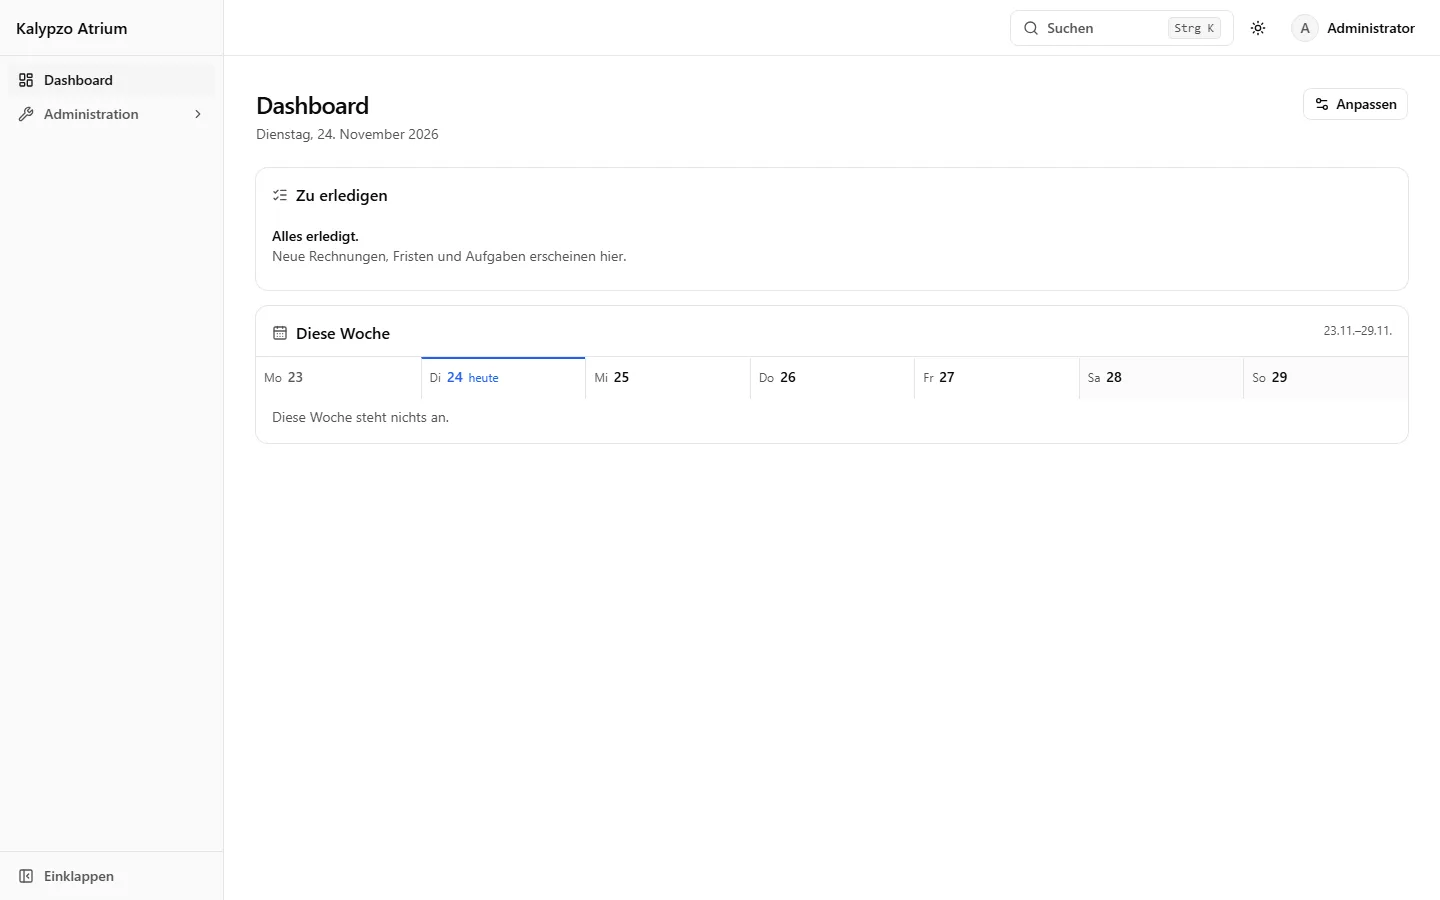 Kalypzo Atrium
Suchen
Strg K
A
Administrator
Dashboard
Administration
Dashboard
Dienstag, 24. November 2026
Anpassen
Zu erledigen
Alles erledigt.
Neue Rechnungen, Fristen und Aufgaben erscheinen hier.
Diese Woche
23.11.–29.11.
Mo 23
Di 24 heute
Mi 25
Do 26
Fr 27
Sa 28
So 29
Diese Woche steht nichts an.
Einklappen